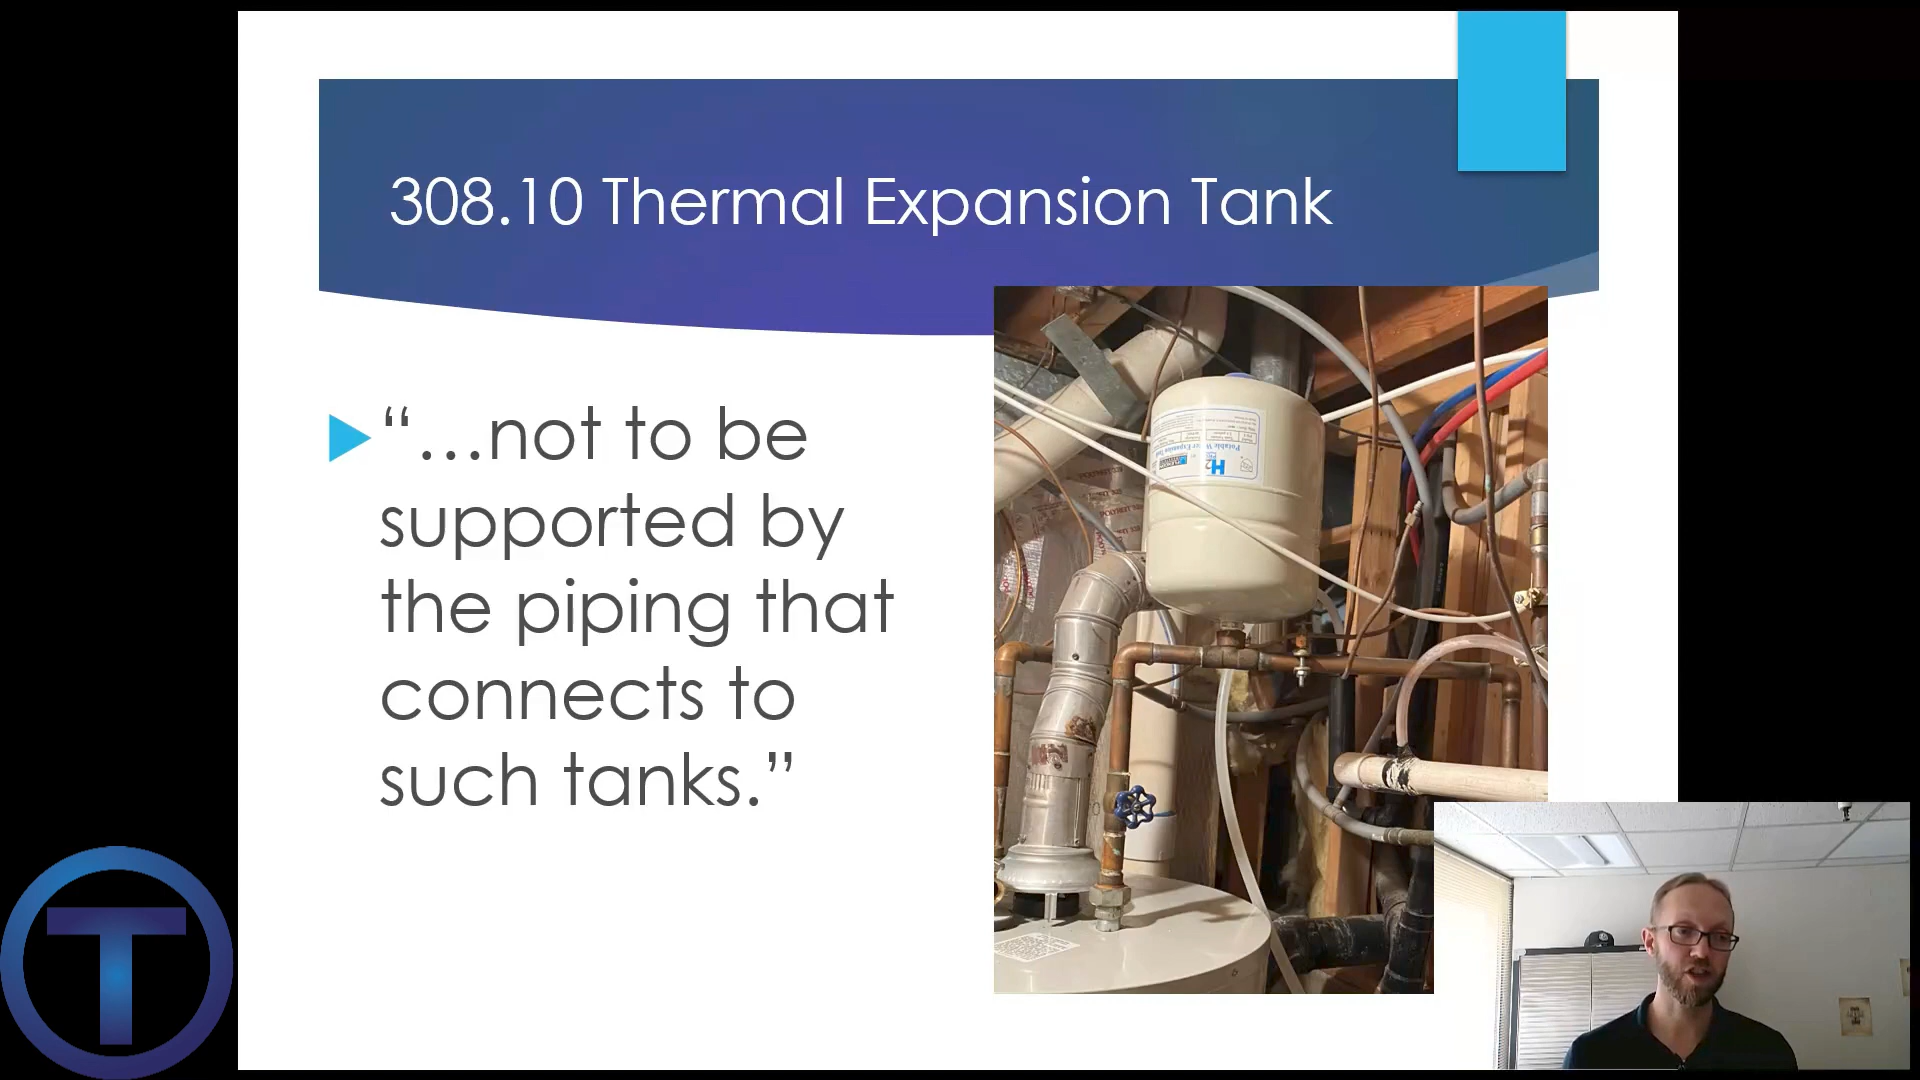 308.10 Thermal Expansion Tank
“…not to be
supported by
the piping that
connects to
such tanks.”
T